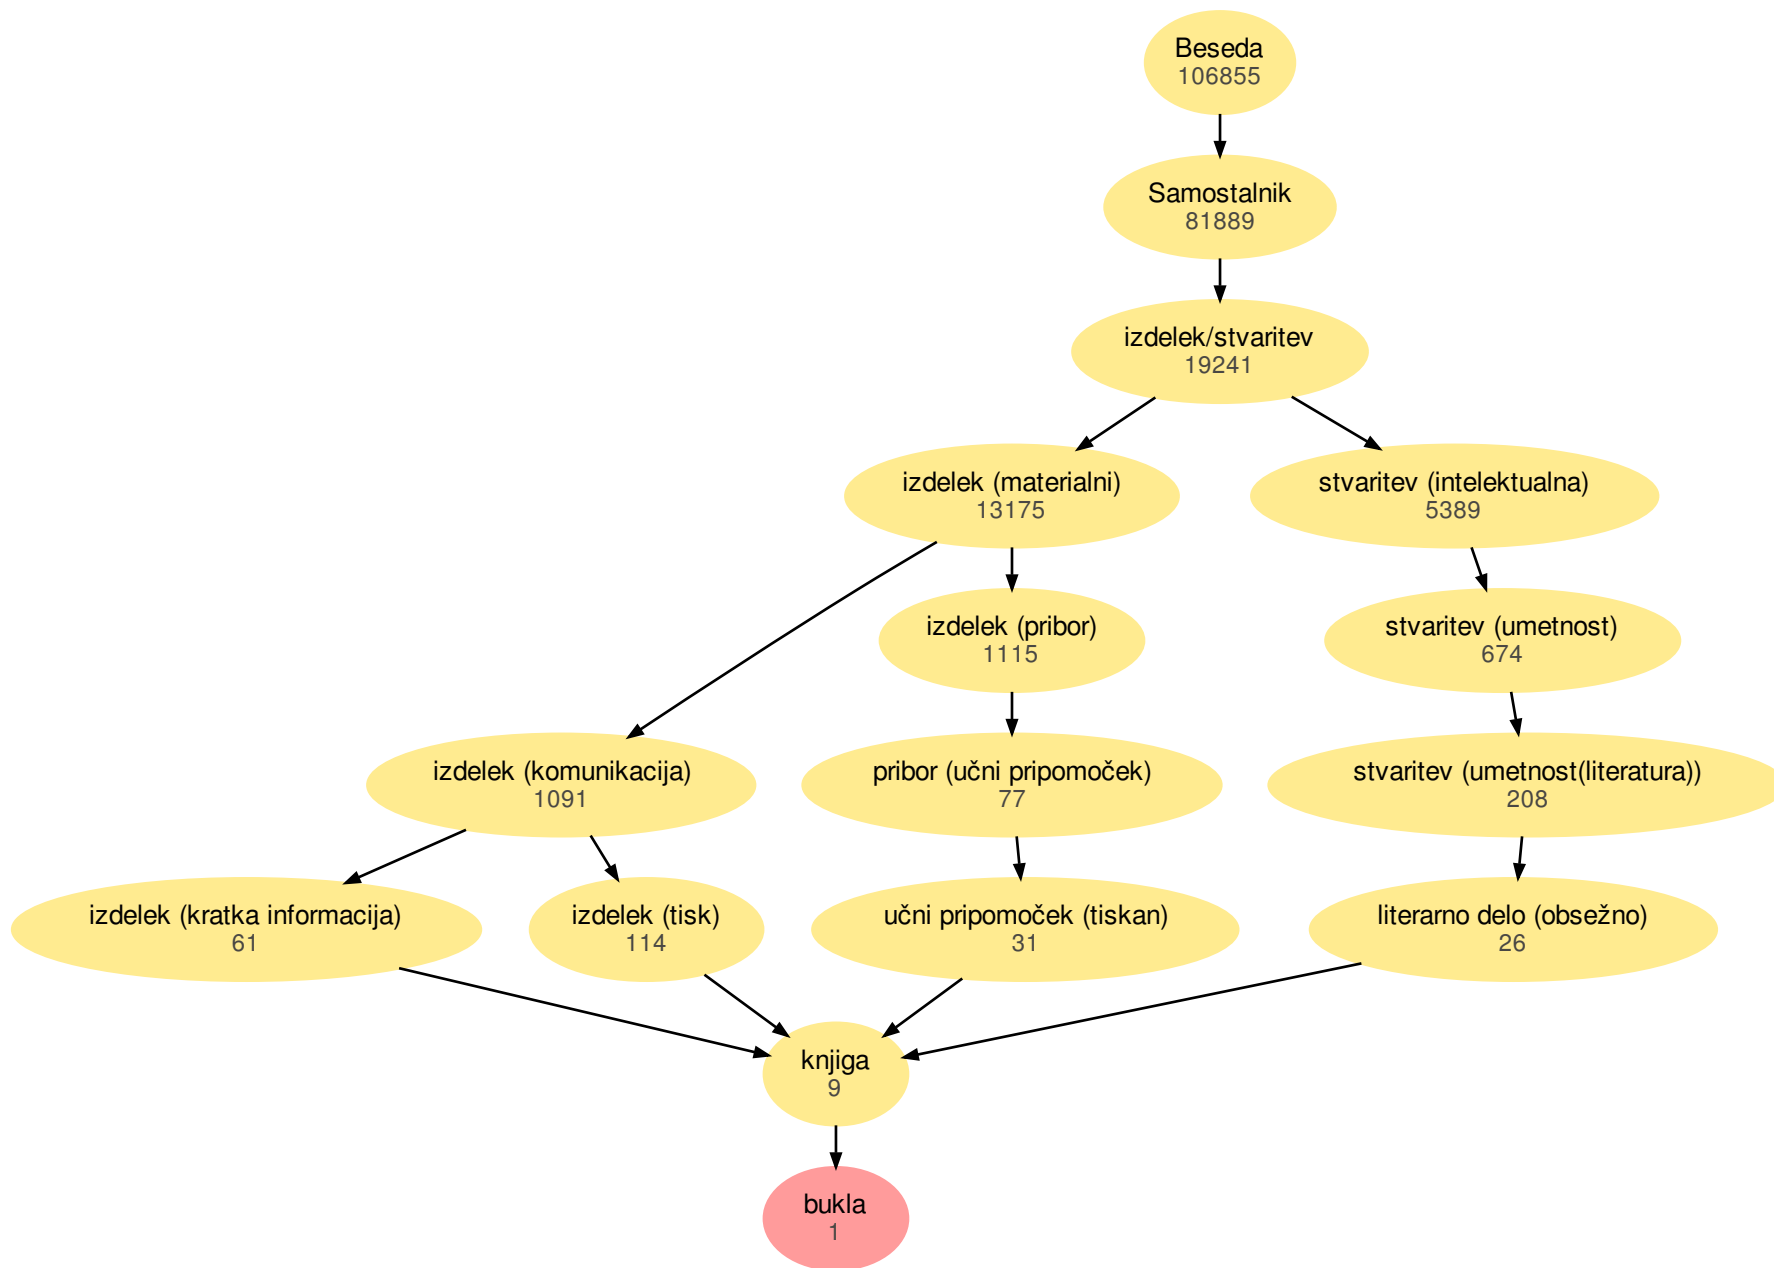 Beseda
106855
Samostalnik
81889
izdelek/stvaritev
19241
izdelek (materialni)
13175
stvaritev (intelektualna)
5389
izdelek (pribor)
1115
stvaritev (umetnost)
674
izdelek (komunikacija)
1091
pribor (učni pripomoček)
77
stvaritev (umetnost(literatura))
208
izdelek (kratka informacija)
61
izdelek (tisk)
114
učni pripomoček (tiskan)
31
literarno delo (obsežno)
26
knjiga
9
bukla
1